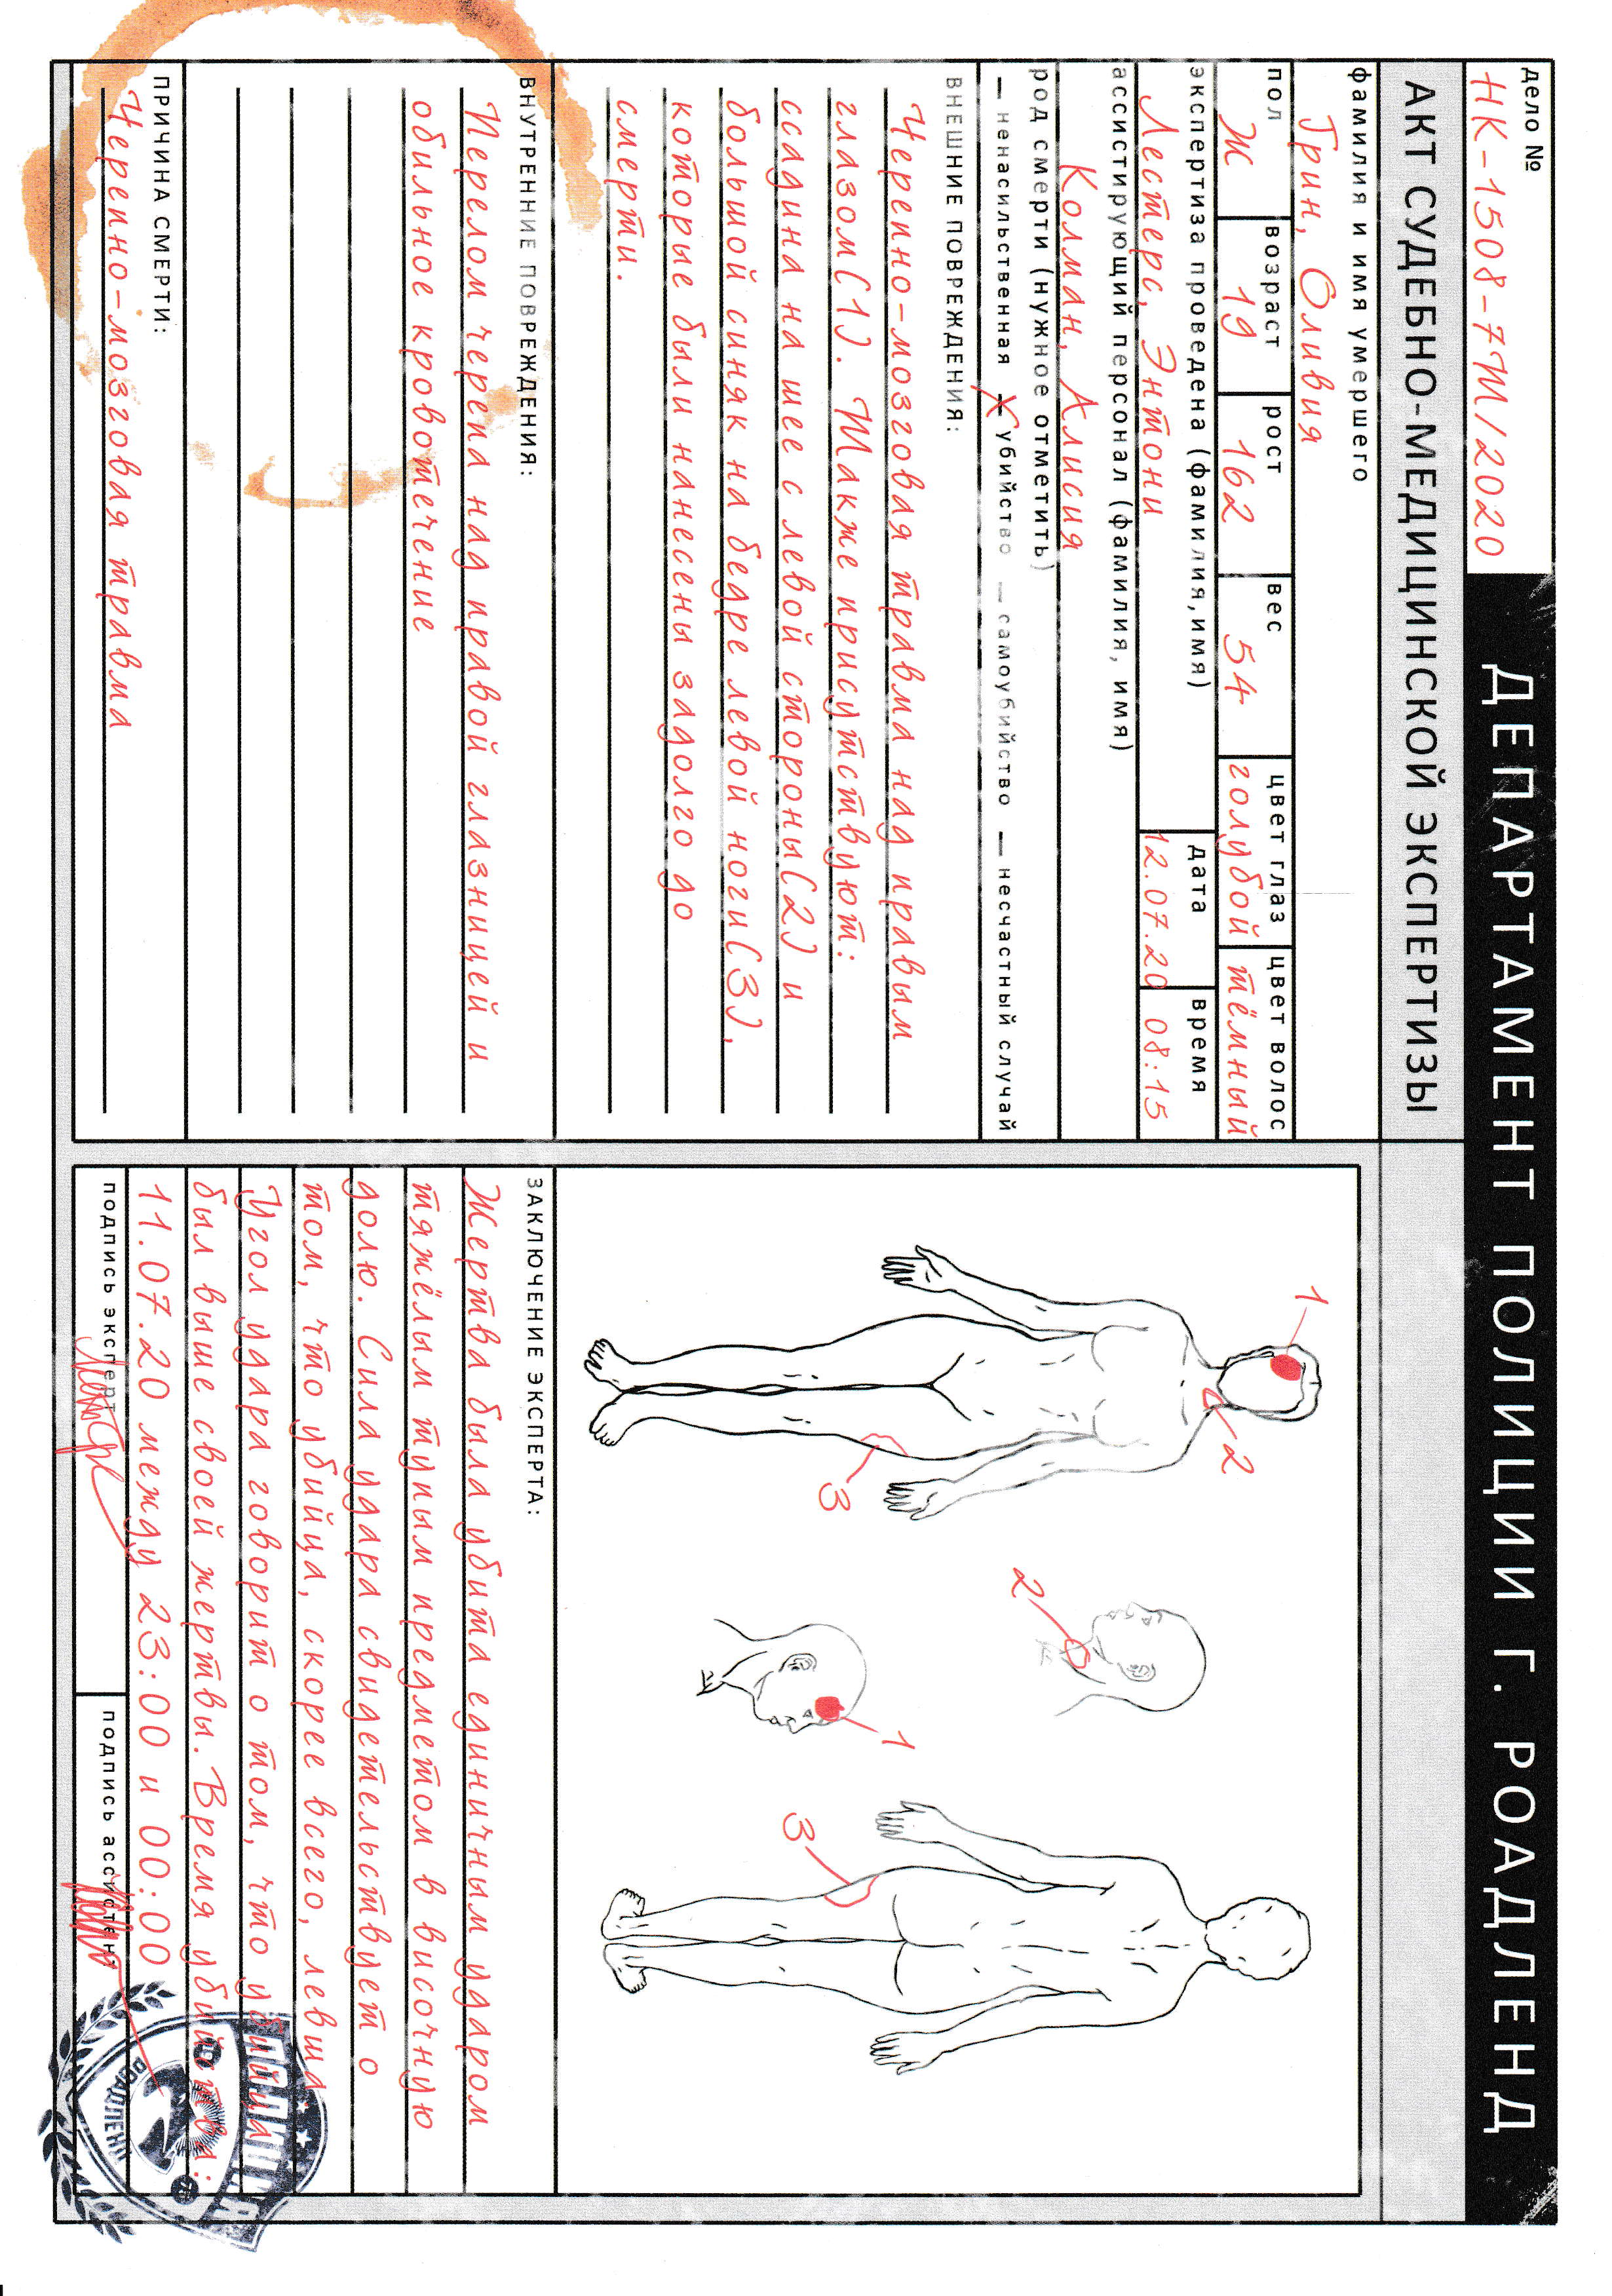 дело №
НК-1508-7Т/2020
ДЕПАРТАМЕНТ ПОЛИЦИИ Г. РОАДЛЕНД
АКТ СУДЕБНО-МЕДИЦИНСКОЙ ЭКСПЕРТИЗЫ
фамилия и имя умершего
Грин, Оливия
пол возраст рост вес цвет глаз цвет волос
Ж 19 162 54 голубой тёмный
экспертиза проведена (фамилия,имя) дата время
Лестерс, Энтони 12.07.20 08:15
ассистирующий персонал (фамилия, имя)
Колман, Алисия
род смерти (нужное отметить)
ненасильственная убийство самоубийство несчастный случай
ВНЕШНИЕ ПОВРЕЖДЕНИЯ:
Черепно-мозговая травма над правым
глазом(1). Также присутствуют:
ссадина на шее с левой стороны(2) и
большой синяк на бедре левой ноги(3),
которые были нанесены задолго до
смерти.
ВНУТРЕННИЕ ПОВРЕЖДЕНИЯ:
Перелом черепа над правой глазницей и
обильное кровотечение
ПРИЧИНА СМЕРТИ:
Черепно-мозговая травма
1
2
2
1
3
3
ЗАКЛЮЧЕНИЕ ЭКСПЕРТА:
Жертва была убита единичным ударом
тяжёлым тупым предметом в височную
долю. Сила удара свидетельствует о
том, что убийца, скорее всего, левша.
Угол удара говорит о том, что убийца
был выше своей жертвы. Время убийства:
11.07.20 между 23:00 и 00:00
подпись эксперт
подпись ассистент
ПОЛИЦИЯ
РОАДЛЕНД